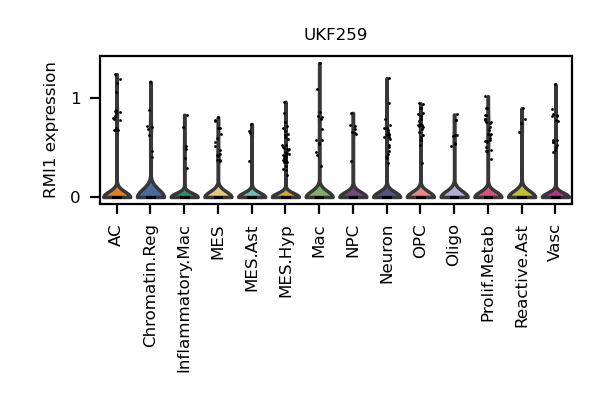 UKF259
RMI1 expression
1
0
AC
Chromatin.Reg
Inflammatory.Mac
MES
MES.Ast
MES.Hyp
Mac
NPC
Neuron
OPC
Oligo
Prolif.Metab
Reactive.Ast
Vasc